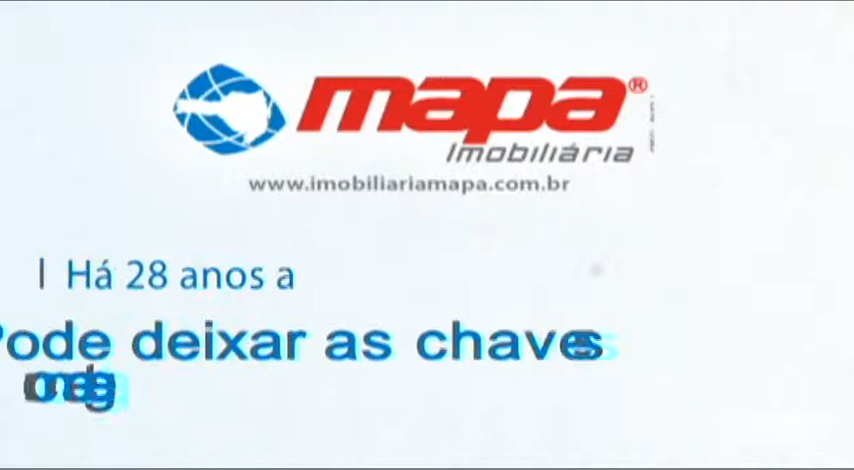 mapa®
Imobiliária
www.imobiliariamapa.com.br
| Há 28 anos a
Pode deixar as chaves